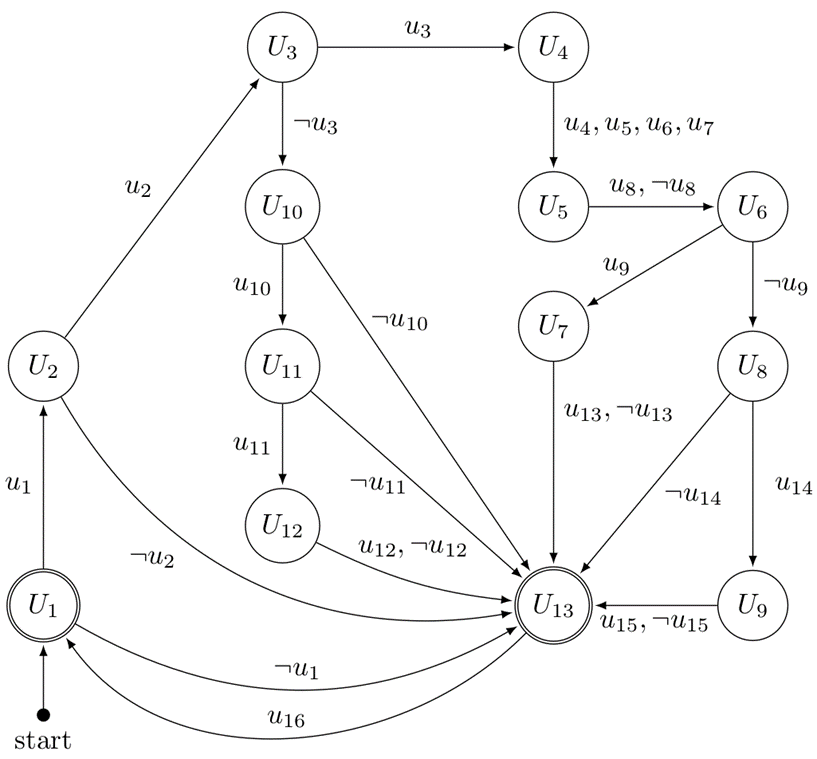 U₃
u₃
U₄
¬u₃
u₄, u₅, u₆, u₇
u₂
U₁₀
U₅
u₈, ¬u₈
U₆
u₁₀
¬u₁₀
u₉
¬u₉
U₇
U₂
U₁₁
U₈
u₁₃, ¬u₁₃
u₁₁
¬u₁₁
u₁
¬u₁₄
u₁₄
U₁₂
u₁₂, ¬u₁₂
¬u₂
U₁
U₁₃
u₁₅, ¬u₁₅
U₉
¬u₁
u₁₆
start